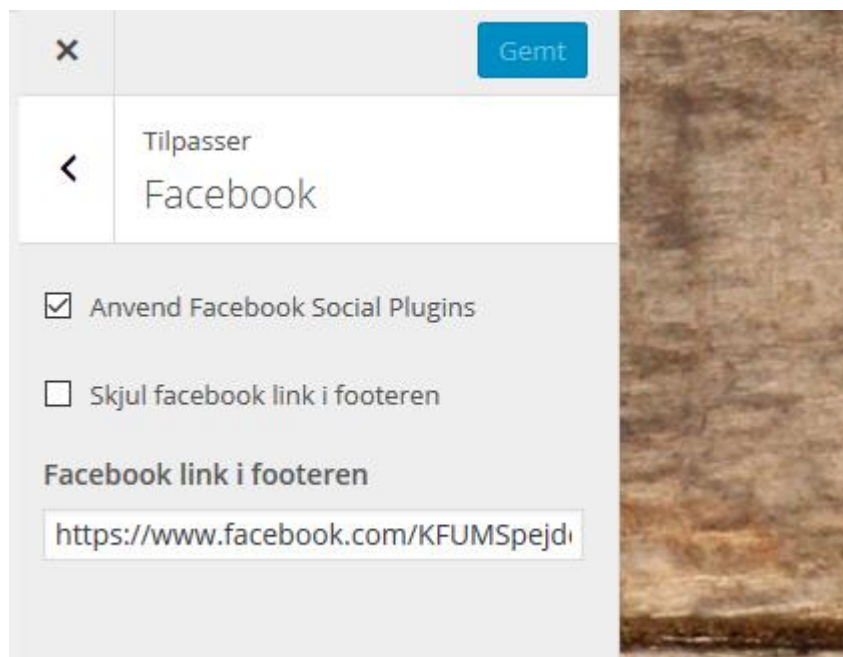 Gemt
Tilpasser
Facebook
Anvend Facebook Social Plugins
Skjul facebook link i footeren
Facebook link i footeren
https://www.facebook.com/KFUMSpejd